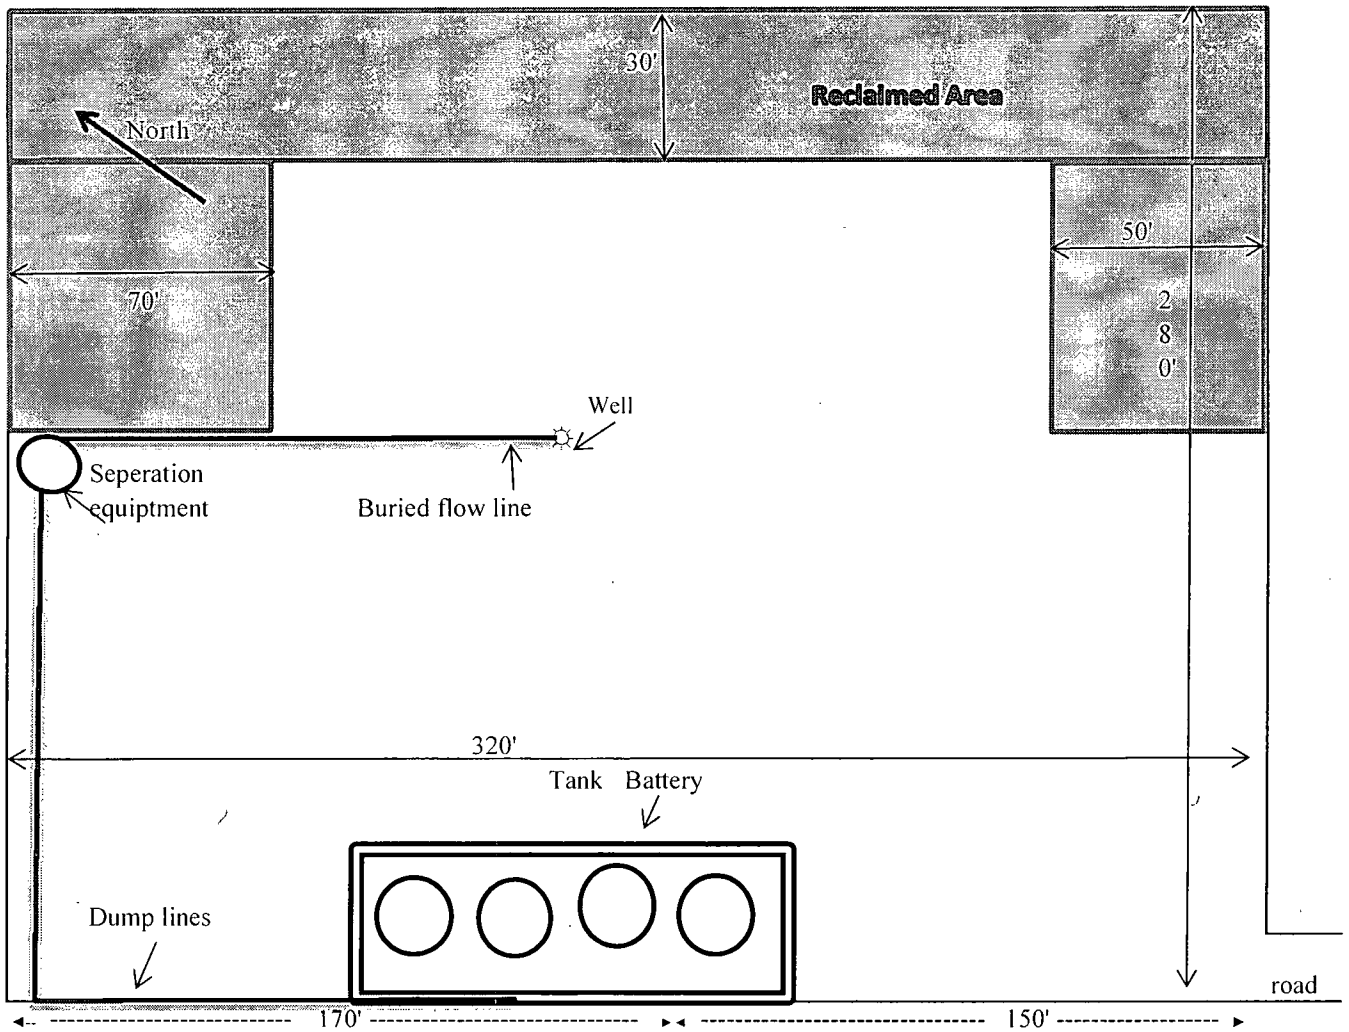 30'
Reclaimed Area
North
50'
70'
2
8
0'
Well
Seperation
equiptment
Buried flow line
320'
Tank Battery
Dump lines
road
170'
150'